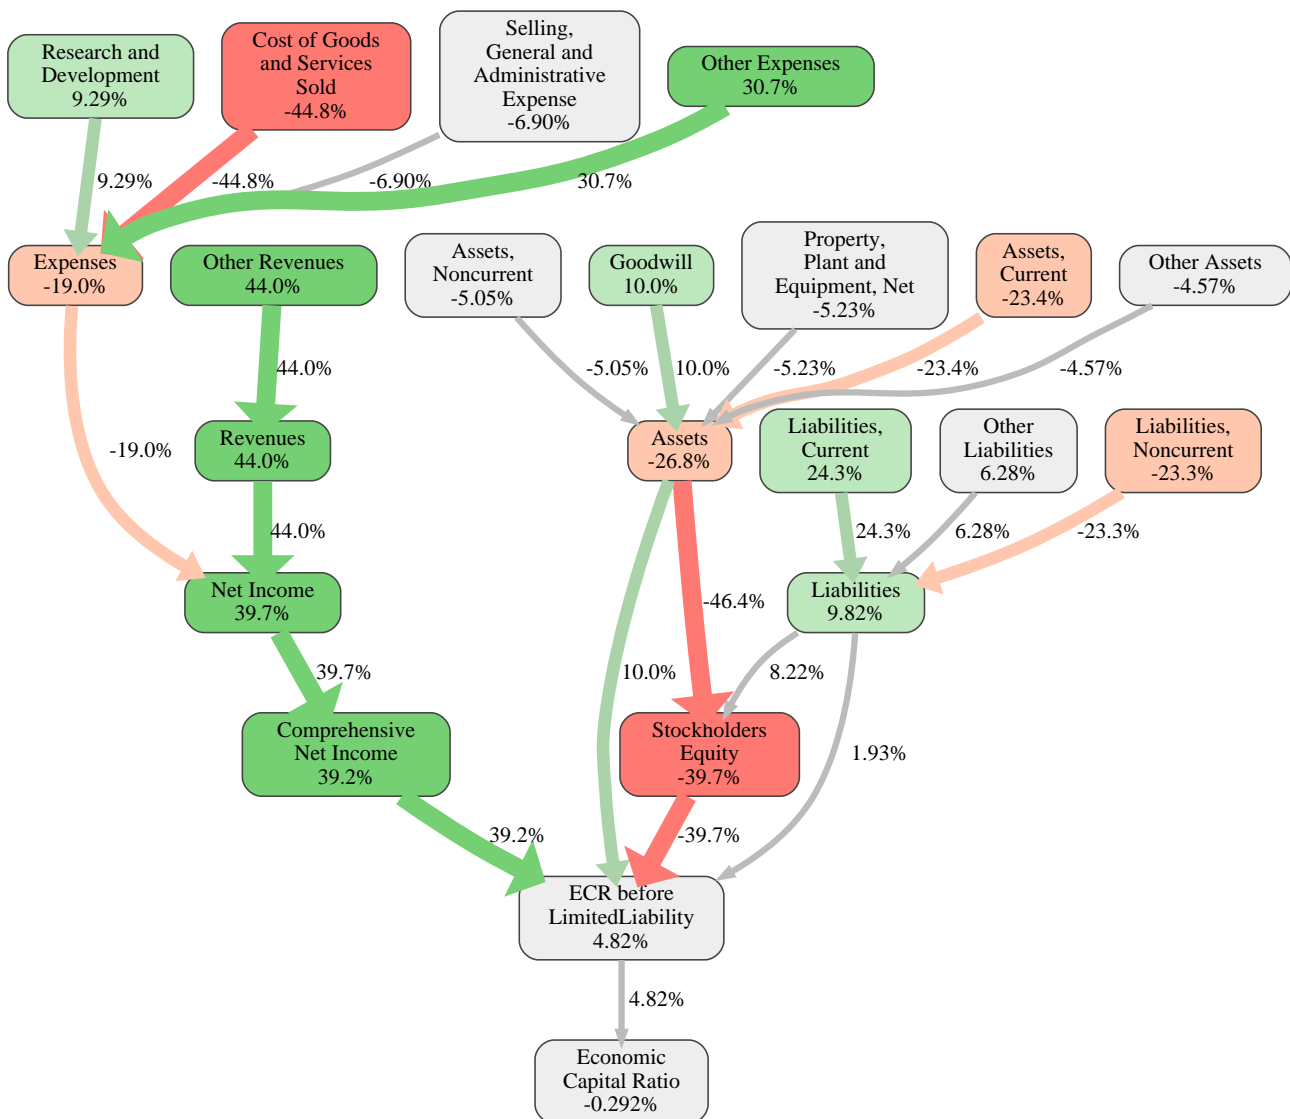 Research and
Development
9.29%
Cost of Goods
and Services
Sold
-44.8%
Selling,
General and
Administrative
Expense
-6.90%
Other Expenses
30.7%
9.29%
-44.8%
-6.90%
30.7%
Expenses
-19.0%
Other Revenues
44.0%
Assets,
Noncurrent
-5.05%
Goodwill
10.0%
Property,
Plant and
Equipment, Net
-5.23%
Assets,
Current
-23.4%
Other Assets
-4.57%
44.0%
-5.05%
10.0%
-5.23%
-23.4%
-4.57%
-19.0%
Revenues
44.0%
Assets
-26.8%
Liabilities,
Current
24.3%
Other
Liabilities
6.28%
Liabilities,
Noncurrent
-23.3%
44.0%
24.3%
6.28%
-23.3%
Net Income
39.7%
-46.4%
Liabilities
9.82%
39.7%
10.0%
8.22%
1.93%
Comprehensive
Net Income
39.2%
Stockholders
Equity
-39.7%
39.2%
-39.7%
ECR before
LimitedLiability
4.82%
4.82%
Economic
Capital Ratio
-0.292%